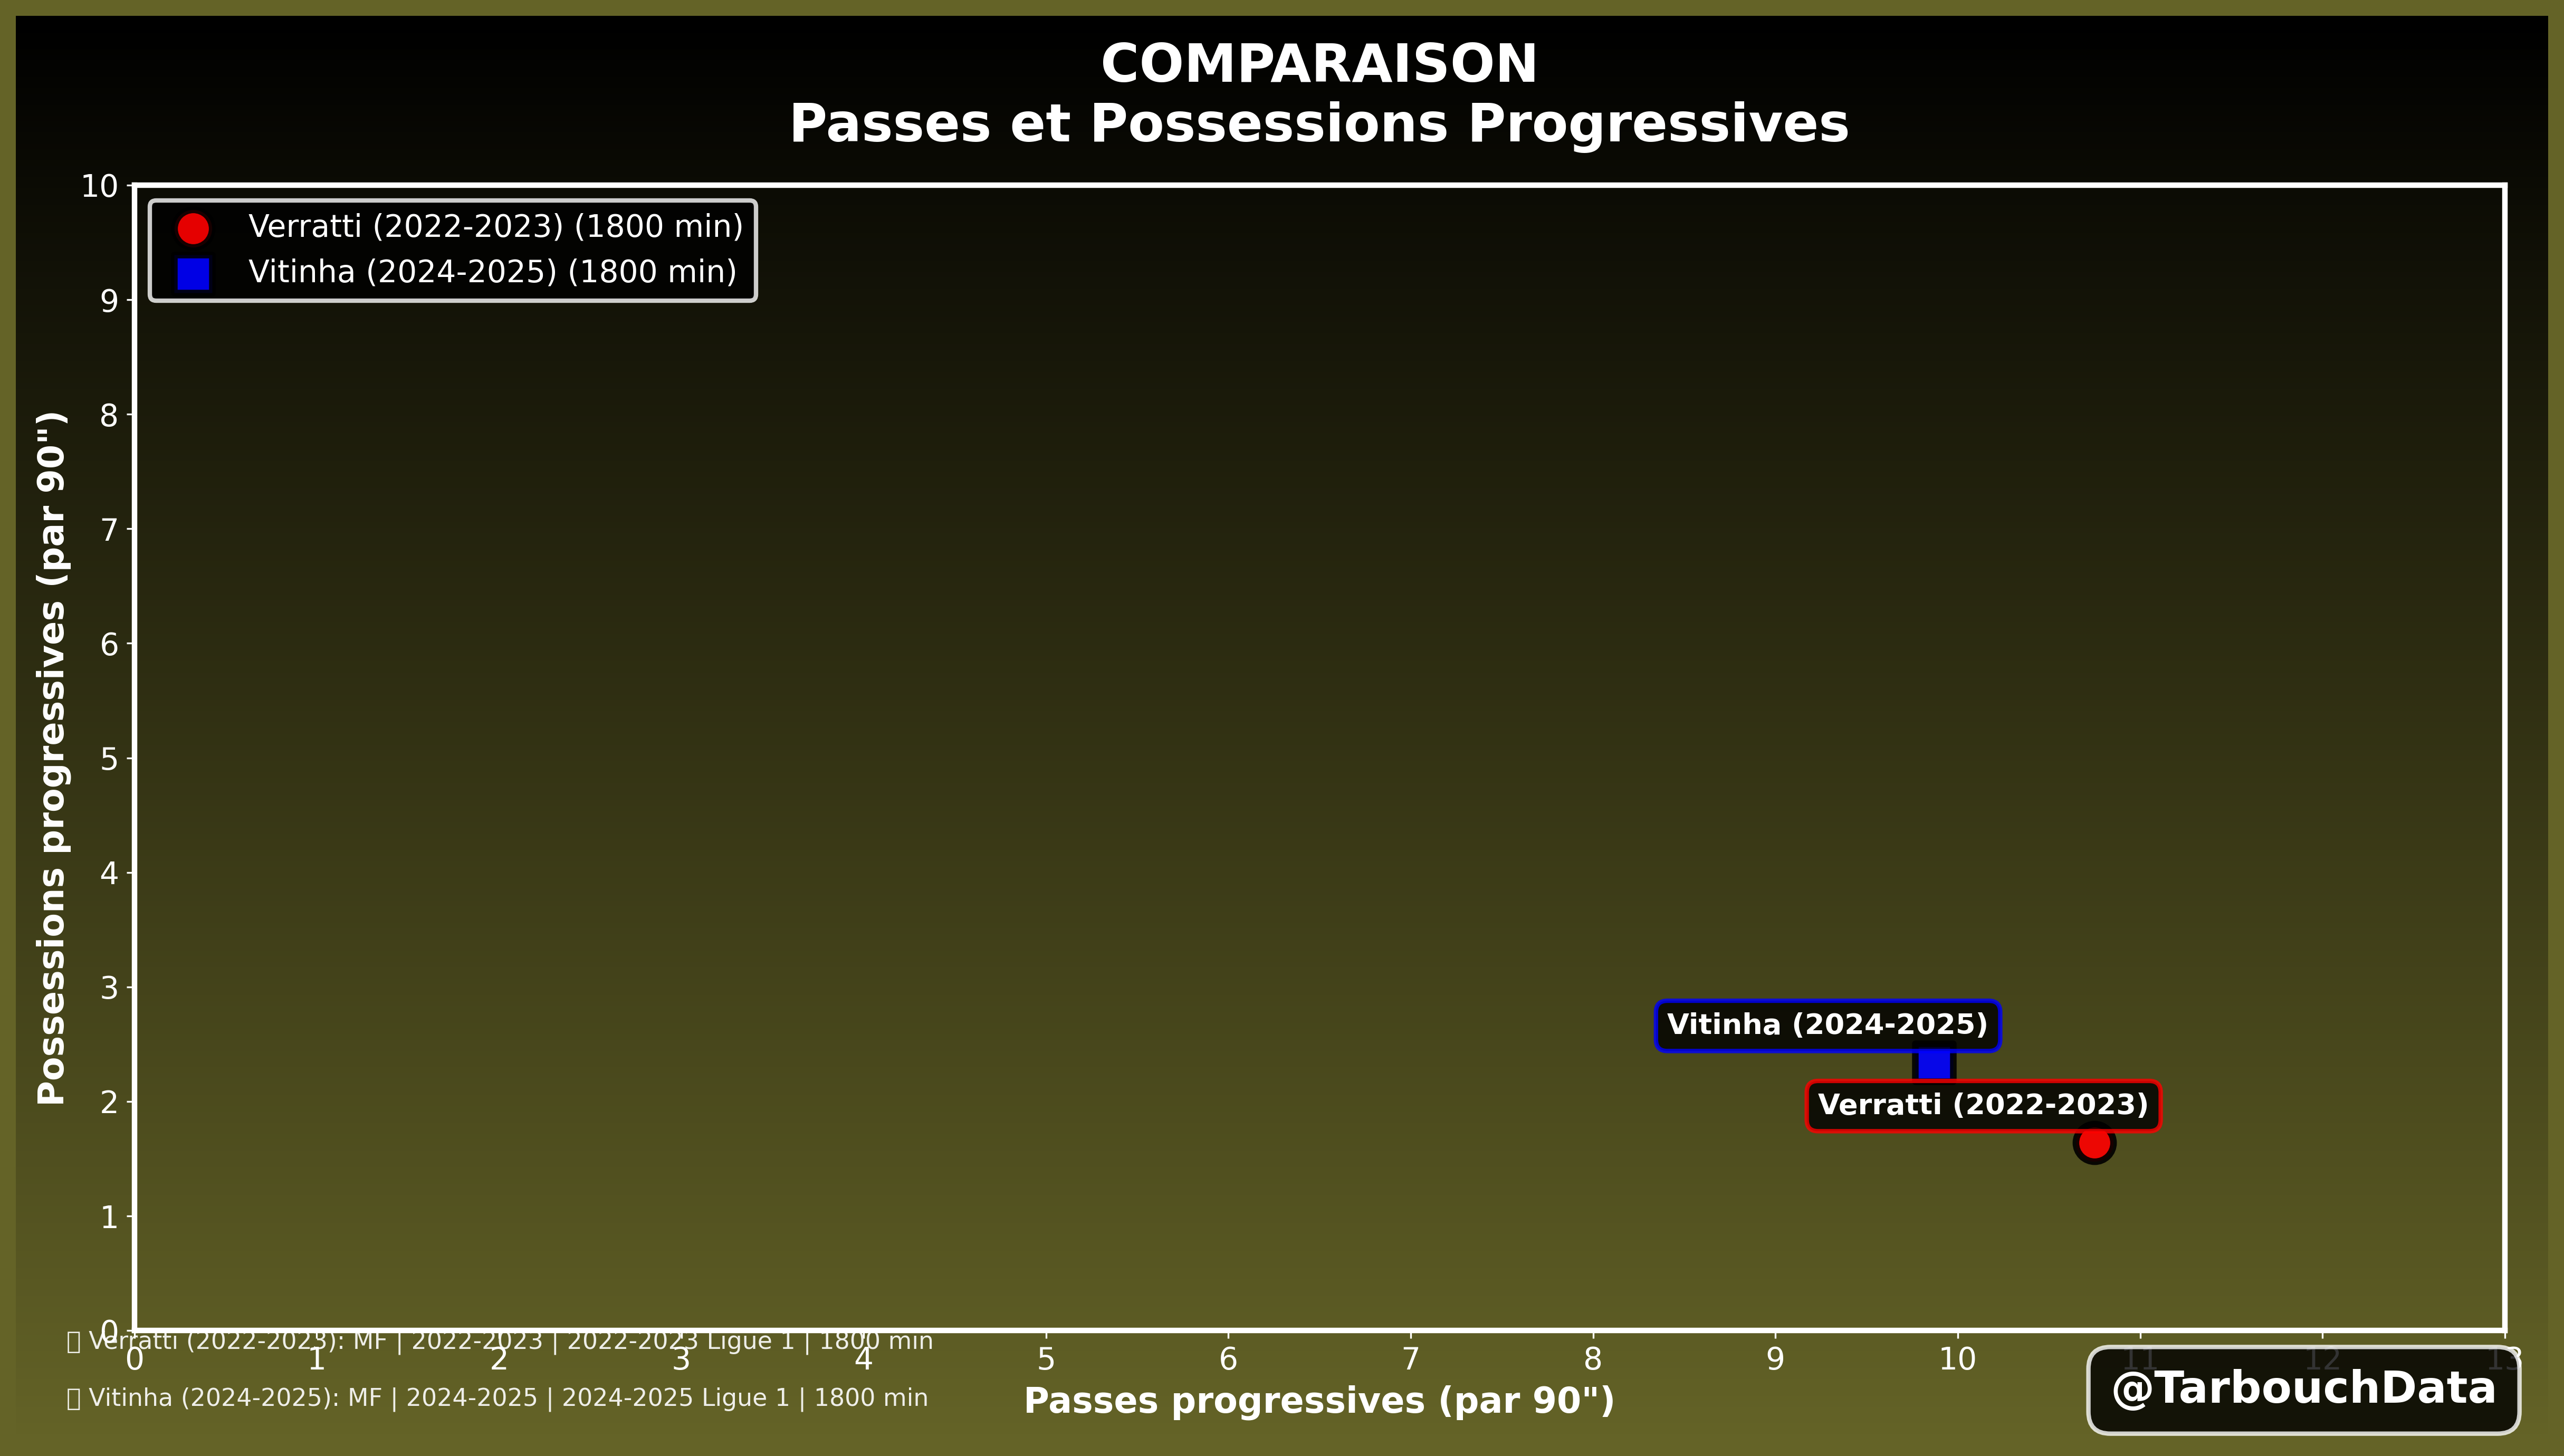 COMPARAISON
Passes et Possessions Progressives
Verratti (2022-2023) (1800 min)
Vitinha (2024-2025) (1800 min)
Possessions progressives (par 90")
10
9
8
7
6
5
4
3
2
1
0
Vitinha (2024-2025)
Verratti (2022-2023)
Verratti (2022-2023): MF | 2022-2023 | 2022-2023 Ligue 1 | 1800 min
0 1 2 3 4 5 6 7 8 9 10 11 12 13
Vitinha (2024-2025): MF | 2024-2025 | 2024-2025 Ligue 1 | 1800 min
Passes progressives (par 90")
@TarbouchData